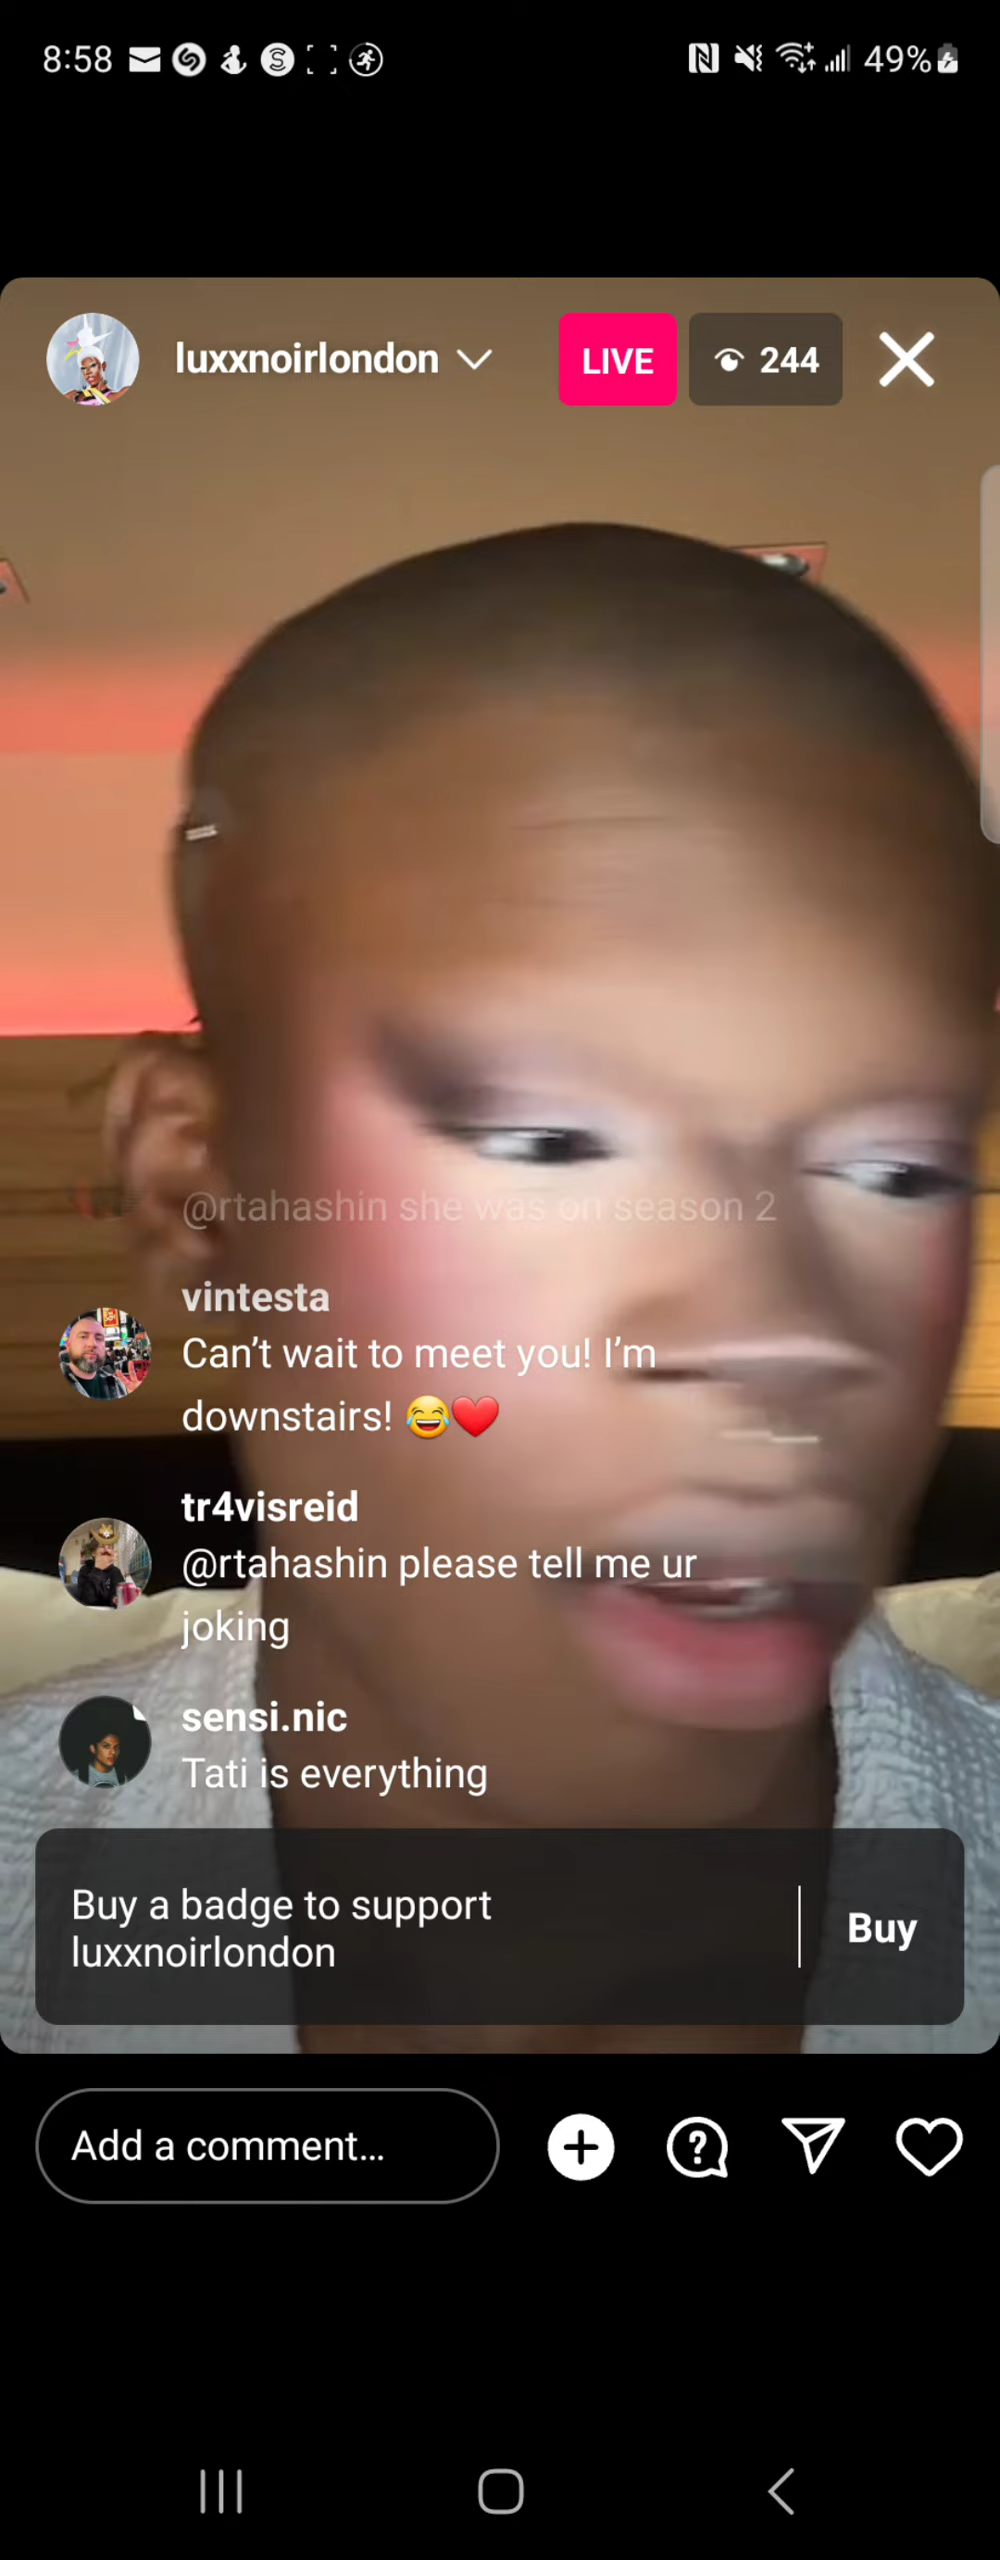 8:58
49%
luxxnoirlondon
LIVE
244
@rtahashin she was on season 2
vintesta
Can’t wait to meet you! I’m
downstairs! 😂❤️
tr4visreid
@rtahashin please tell me ur
joking
sensi.nic
Tati is everything
Buy a badge to support
luxxnoirlondon
Buy
Add a comment...